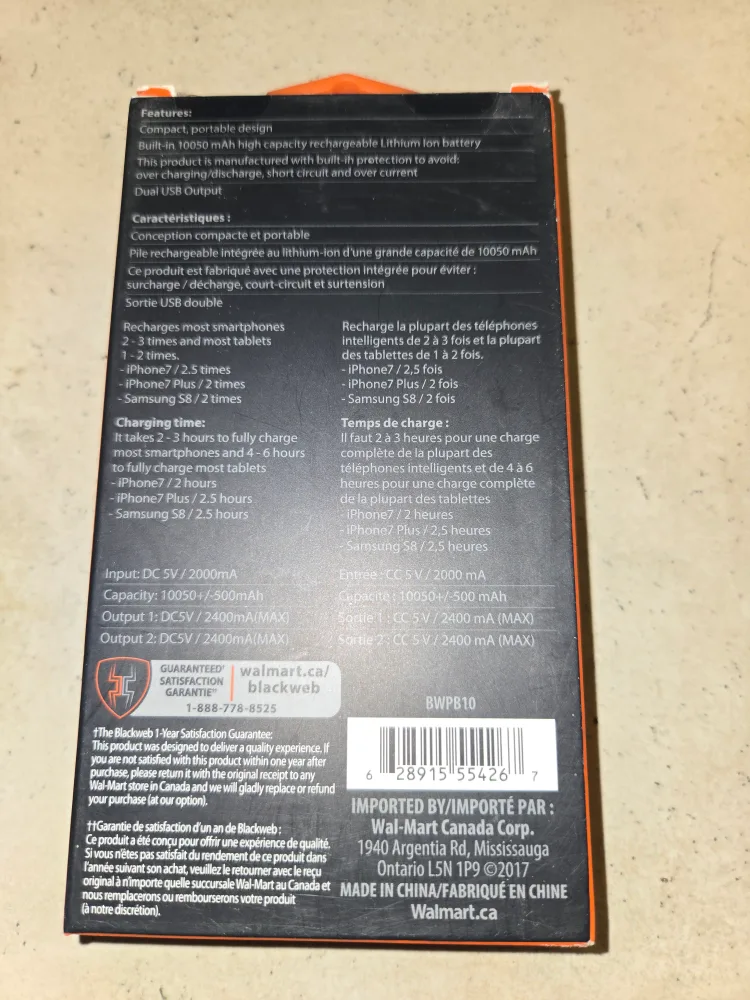 Features:
Compact, portable design
Built-in 10050 mAh high capacity rechargeable Lithium Ion battery
This product is manufactured with built-in protection to avoid:
over charging/discharge, short circuit and over current
Dual USB Output
Caractéristiques :
Conception compacte et portable
Pile rechargeable intégrée au lithium-ion d'une grande capacité de 10050 mAh
Ce produit est fabriqué avec une protection intégrée pour éviter :
surcharge / décharge, court-circuit et surtension
Sortie USB double
Recharges most smartphones
2 - 3 times and most tablets
1 - 2 times.
- iPhone7 / 2.5 times
- iPhone7 Plus / 2 times
- Samsung S8 / 2 times
Charging time:
It takes 2 - 3 hours to fully charge
most smartphones and 4 - 6 hours
to fully charge most tablets
- iPhone7 / 2 hours
- iPhone7 Plus / 2.5 hours
- Samsung S8 / 2.5 hours
Recharge la plupart des téléphones
intelligents de 2 à 3 fois et la plupart
des tablettes de 1 à 2 fois.
- iPhone7 / 2,5 fois
- iPhone7 Plus / 2 fois
- Samsung S8 / 2 fois
Temps de charge :
Il faut 2 à 3 heures pour une charge
complète de la plupart des
téléphones intelligents et de 4 à 6
heures pour une charge complète
de la plupart des tablettes
- iPhone7 / 2 heures
- iPhone7 Plus / 2,5 heures
- Samsung S8 / 2,5 heures
Input: DC 5V / 2000mA
Capacity: 10050+/-500mAh
Output 1: DC5V / 2400mA(MAX)
Output 2: DC5V / 2400mA(MAX)
Entrée : CC 5 V / 2000 mA
Capacité : 10050+/-500 mAh
Sortie 1 : CC 5 V / 2400 mA (MAX)
Sortie 2 : CC 5 V / 2400 mA (MAX)
GUARANTEED†
SATISFACTION
GARANTIE††
walmart.ca/
blackweb
1-888-778-8525
†The Blackweb 1-Year Satisfaction Guarantee:
This product was designed to deliver a quality experience. If
you are not satisfied with this product within one year after
purchase, please return it with the original receipt to any
Wal-Mart store in Canada and we will gladly replace or refund
your purchase (at our option).
††Garantie de satisfaction d'un an de Blackweb :
Ce produit a été conçu pour offrir une expérience de qualité.
Si vous n'êtes pas satisfait du rendement de ce produit dans
l'année suivant son achat, veuillez le retourner avec le reçu
original à n'importe quelle succursale Wal-Mart au Canada et
nous remplacerons ou rembourserons votre produit
(à notre discrétion).
BWPB10
6 28915 55426 7
IMPORTED BY/IMPORTÉ PAR :
Wal-Mart Canada Corp.
1940 Argentia Rd, Mississauga
Ontario L5N 1P9 ©2017
MADE IN CHINA/FABRIQUÉ EN CHINE
Walmart.ca